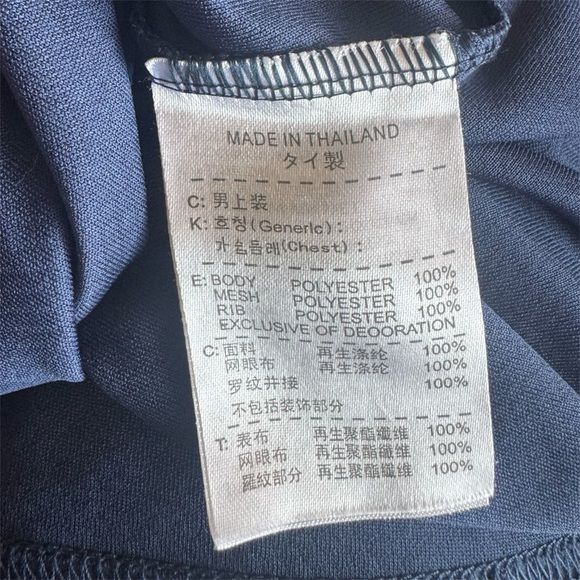 MADE IN THAILAND
タイ製
C: 男上装
K: 호칭(Generic) :
가슴둘레(Chest) :
E: BODY POLYESTER 100%
MESH POLYESTER 100%
RIB POLYESTER 100%
EXCLUSIVE OF DEOORATION
C: 面料 再生涤纶 100%
网眼布 再生涤纶 100%
罗纹并接 100%
不包括装饰部分
T: 表布 再生聚酯纖维 100%
网眼布 再生聚酯纖维 100%
羅紋部分 再生聚酯纖维 100%